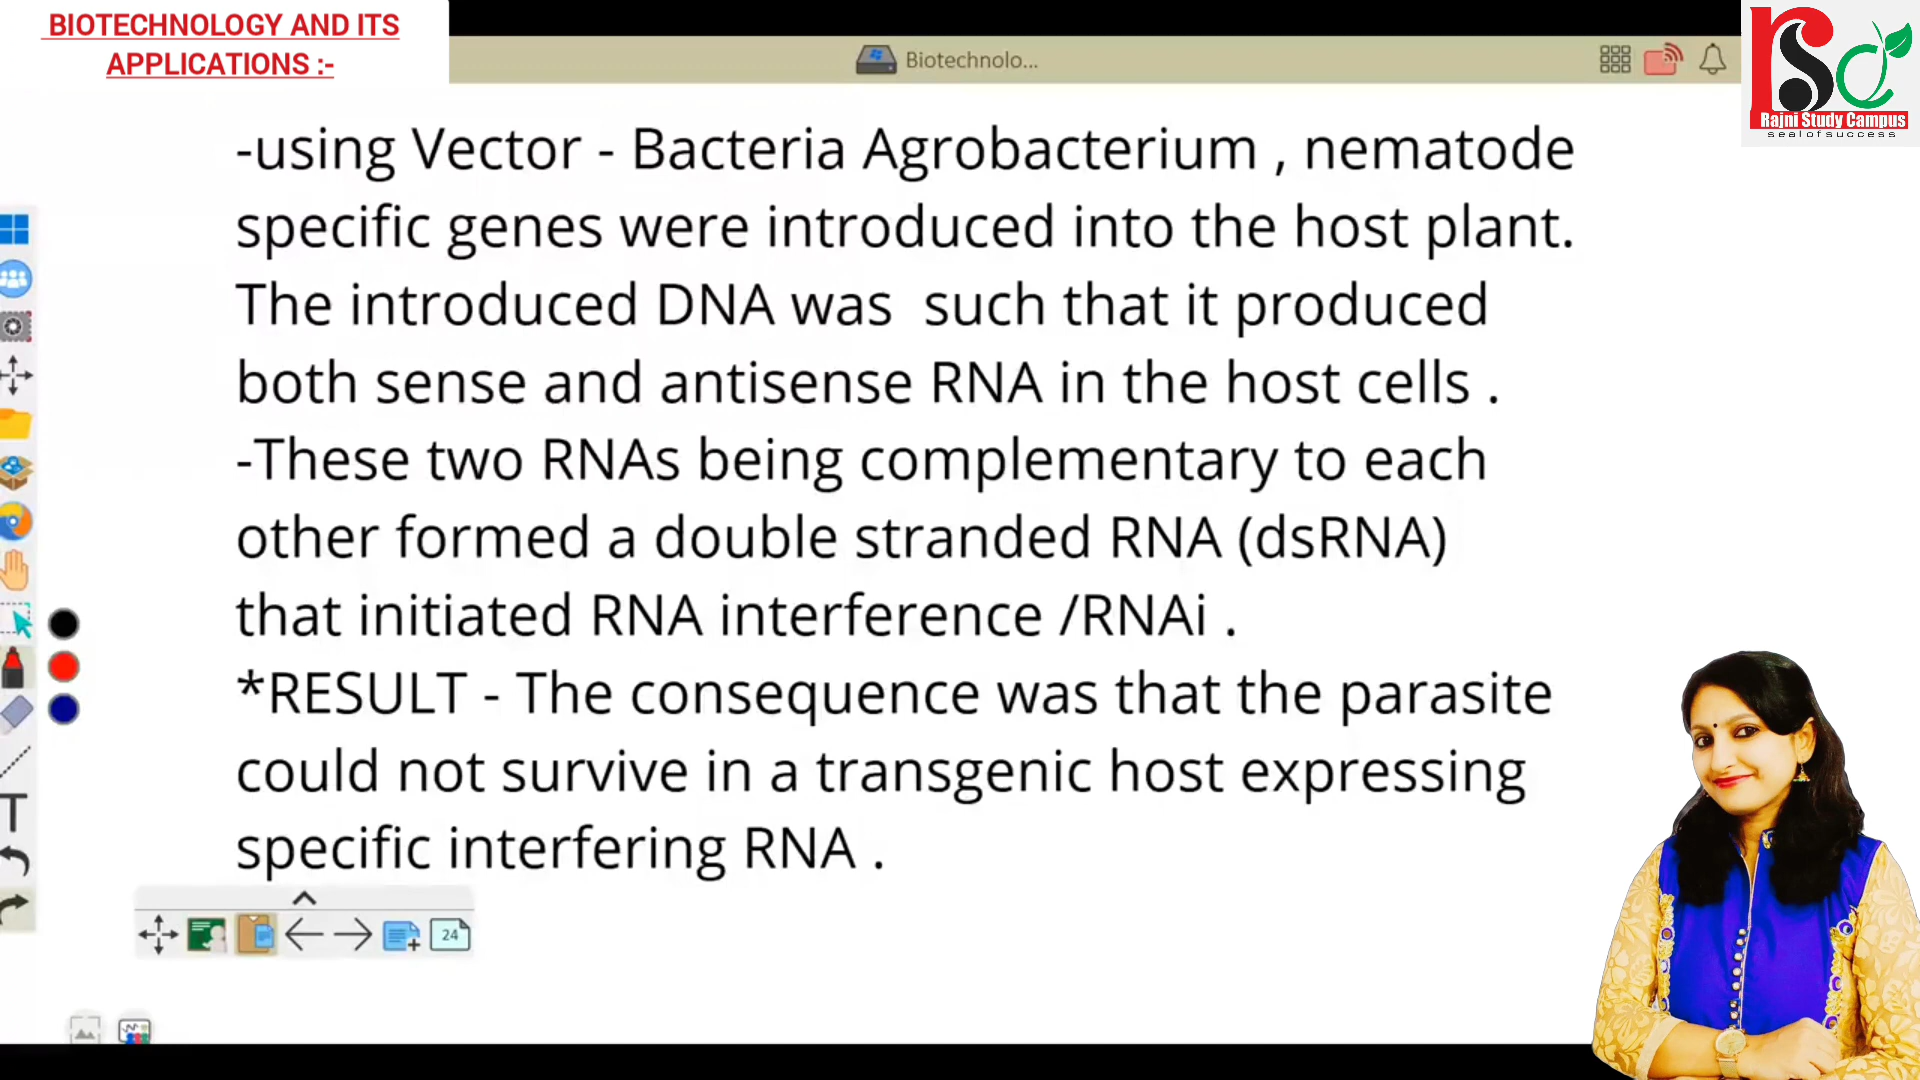 BIOTECHNOLOGY AND ITS
APPLICATIONS :-
Biotechnolo...
Rajni Study Campus
seal of success
-using Vector - Bacteria Agrobacterium , nematode
specific genes were introduced into the host plant.
The introduced DNA was  such that it produced
both sense and antisense RNA in the host cells .
-These two RNAs being complementary to each
other formed a double stranded RNA (dsRNA)
that initiated RNA interference /RNAi .
*RESULT - The consequence was that the parasite
could not survive in a transgenic host expressing
specific interfering RNA .
T
24